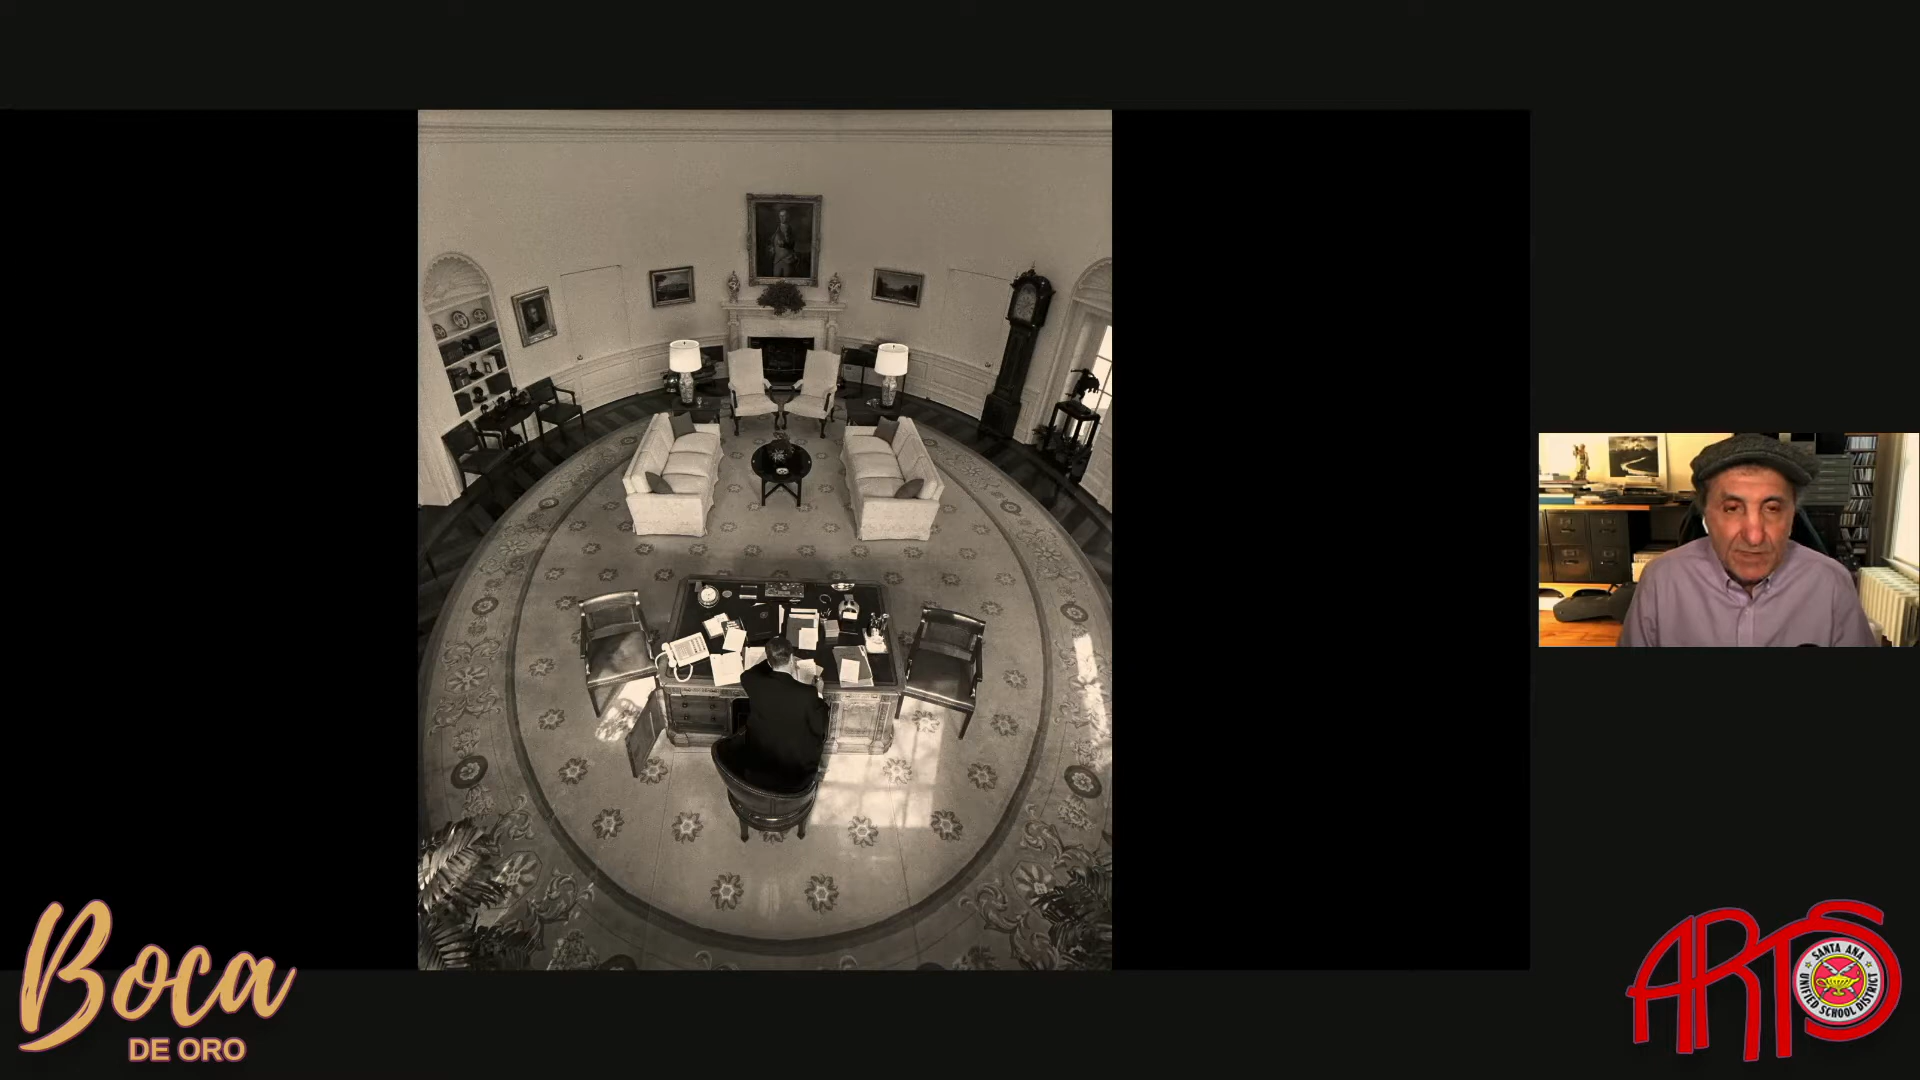 Boca
DE ORO
ARTS
SANTA ANA
UNIFIED SCHOOL DISTRICT